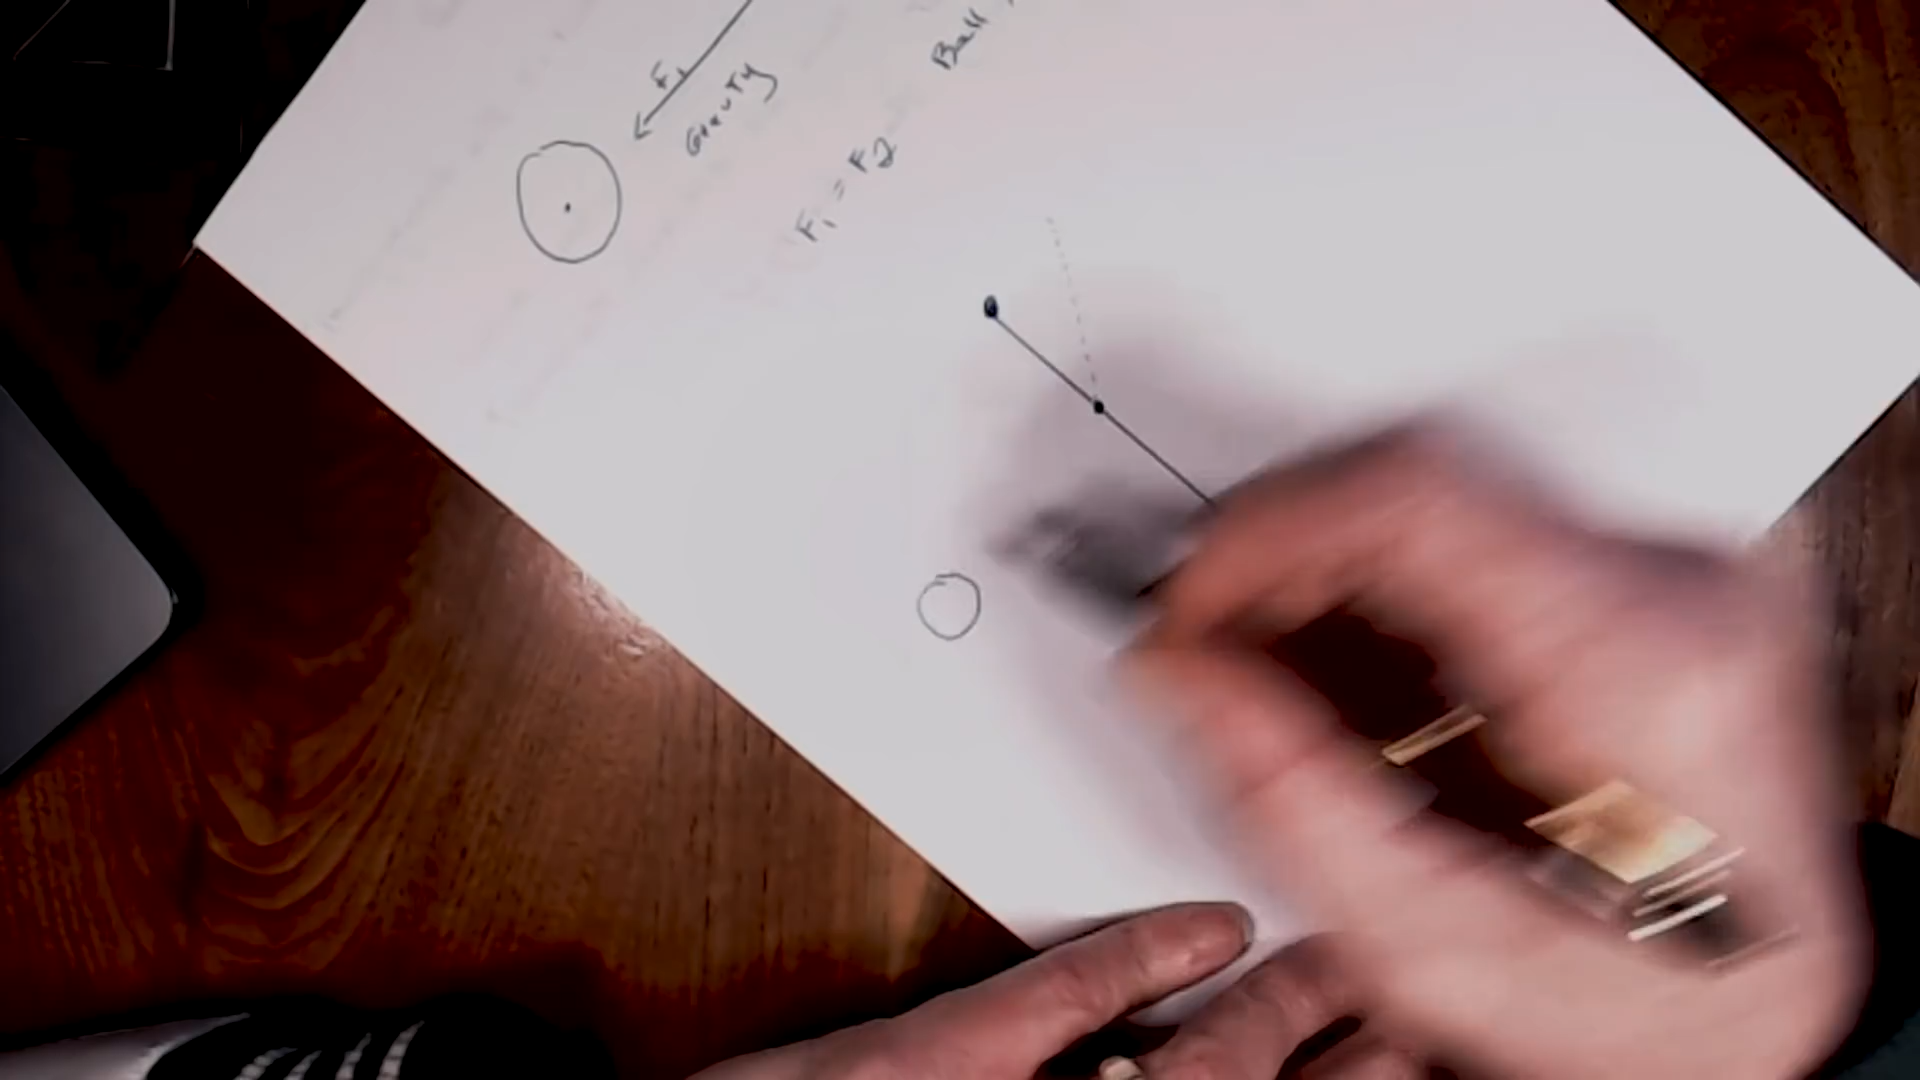 F₁
Gravity
F₁ = F2
Ball